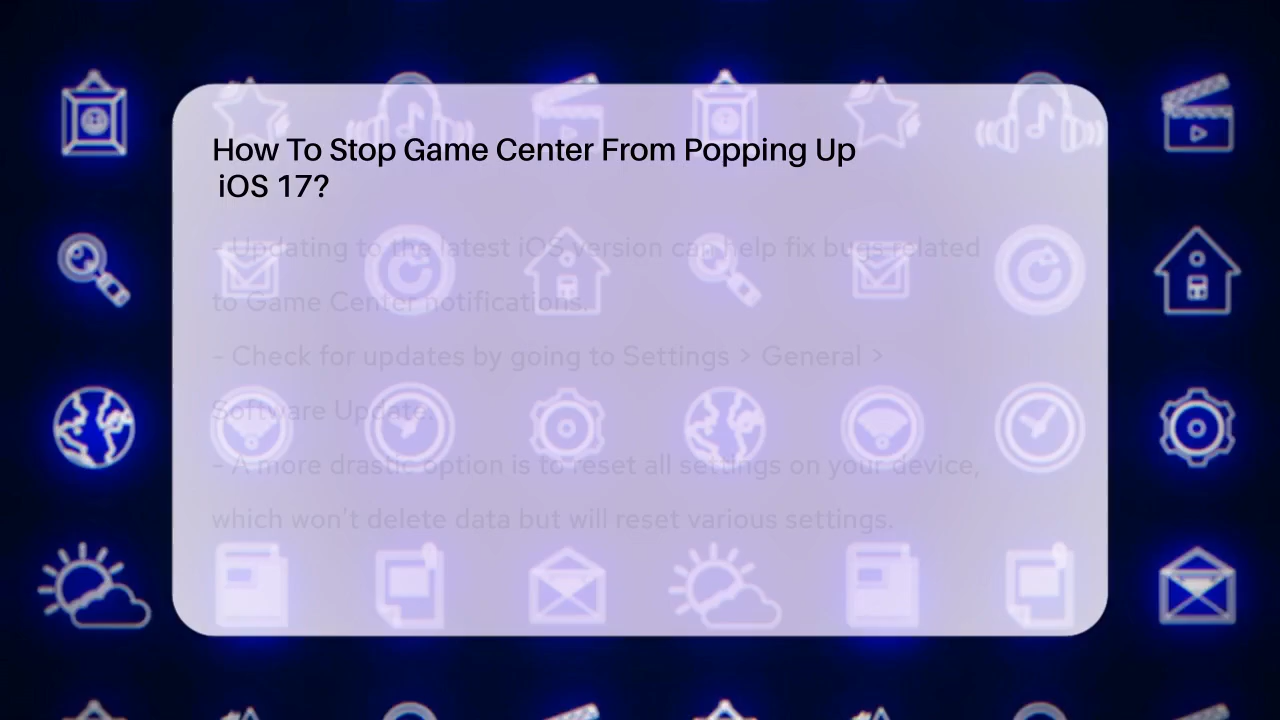 How To Stop Game Center From Popping Up
iOS 17?
- Updating to the latest iOS version can help fix bugs related
to Game Center notifications.
- Check for updates by going to Settings > General >
Software Update.
- A more drastic option is to reset all settings on your device,
which won't delete data but will reset various settings.